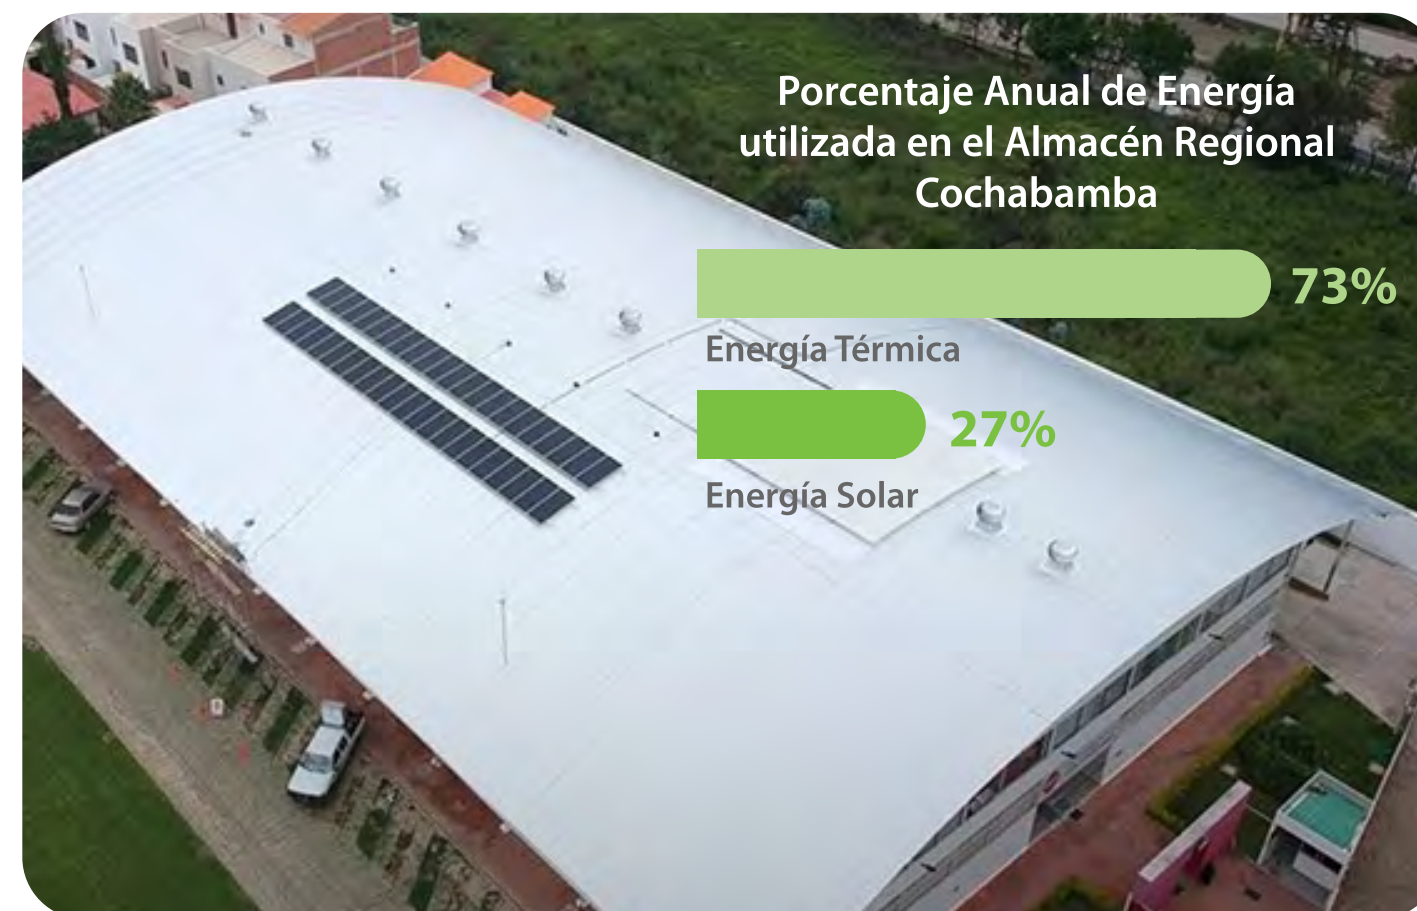 Porcentaje Anual de Energía
utilizada en el Almacén Regional
Cochabamba
73%
Energía Térmica
27%
Energía Solar